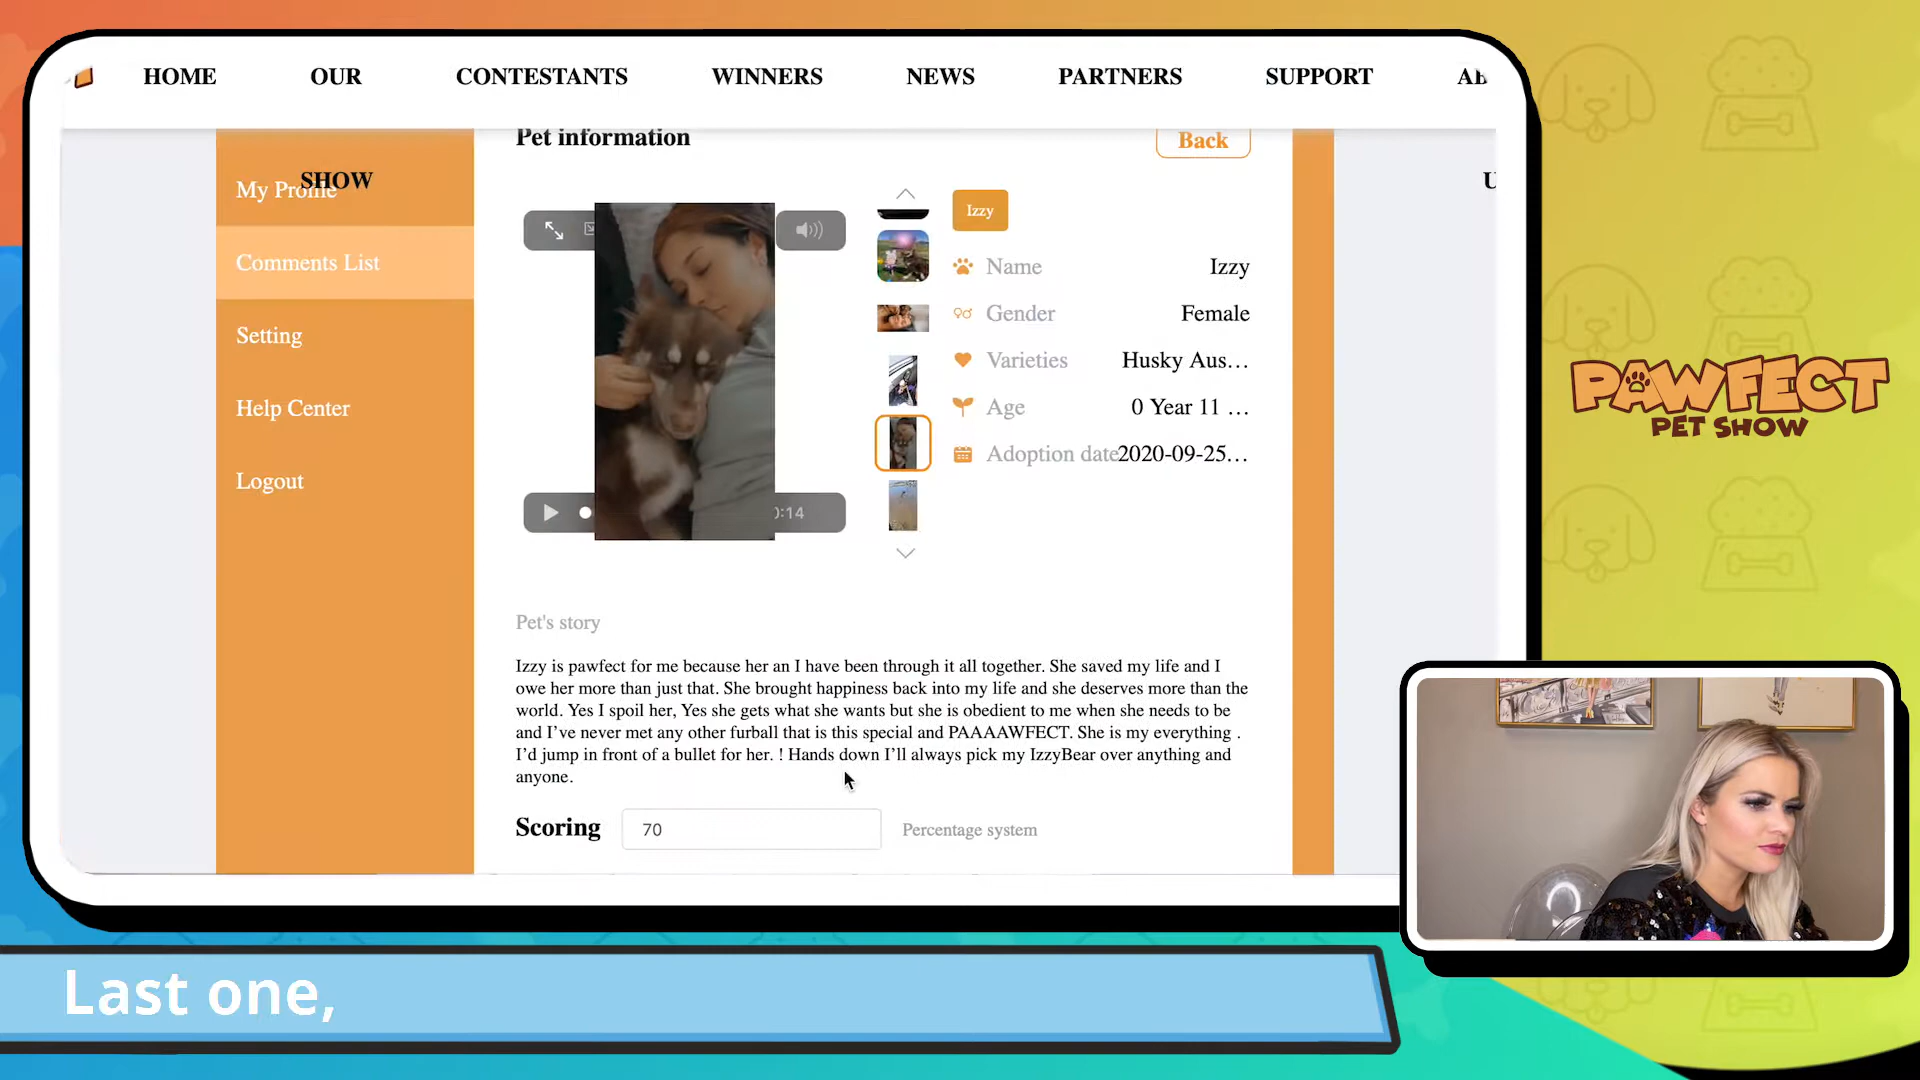 HOME
OUR
SHOW
CONTESTANTS
WINNERS
NEWS
PARTNERS
SUPPORT
Pet information
Back
My Profile
Comments List
Setting
Help Center
Logout
0:14
Izzy
Name Izzy
Gender Female
Varieties Husky Aus...
Age 0 Year 11 ...
Adoption date 2020-09-25...
Pet's story
Izzy is pawfect for me because her an I have been through it all together. She saved my life and I
owe her more than just that. She brought happiness back into my life and she deserves more than the
world. Yes I spoil her, Yes she gets what she wants but she is obedient to me when she needs to be
and I've never met any other furball that is this special and PAAAAWFECT. She is my everything .
I'd jump in front of a bullet for her. ! Hands down I'll always pick my IzzyBear over anything and
anyone.
Scoring 70 Percentage system
PAWFECT
PET SHOW
Last one,